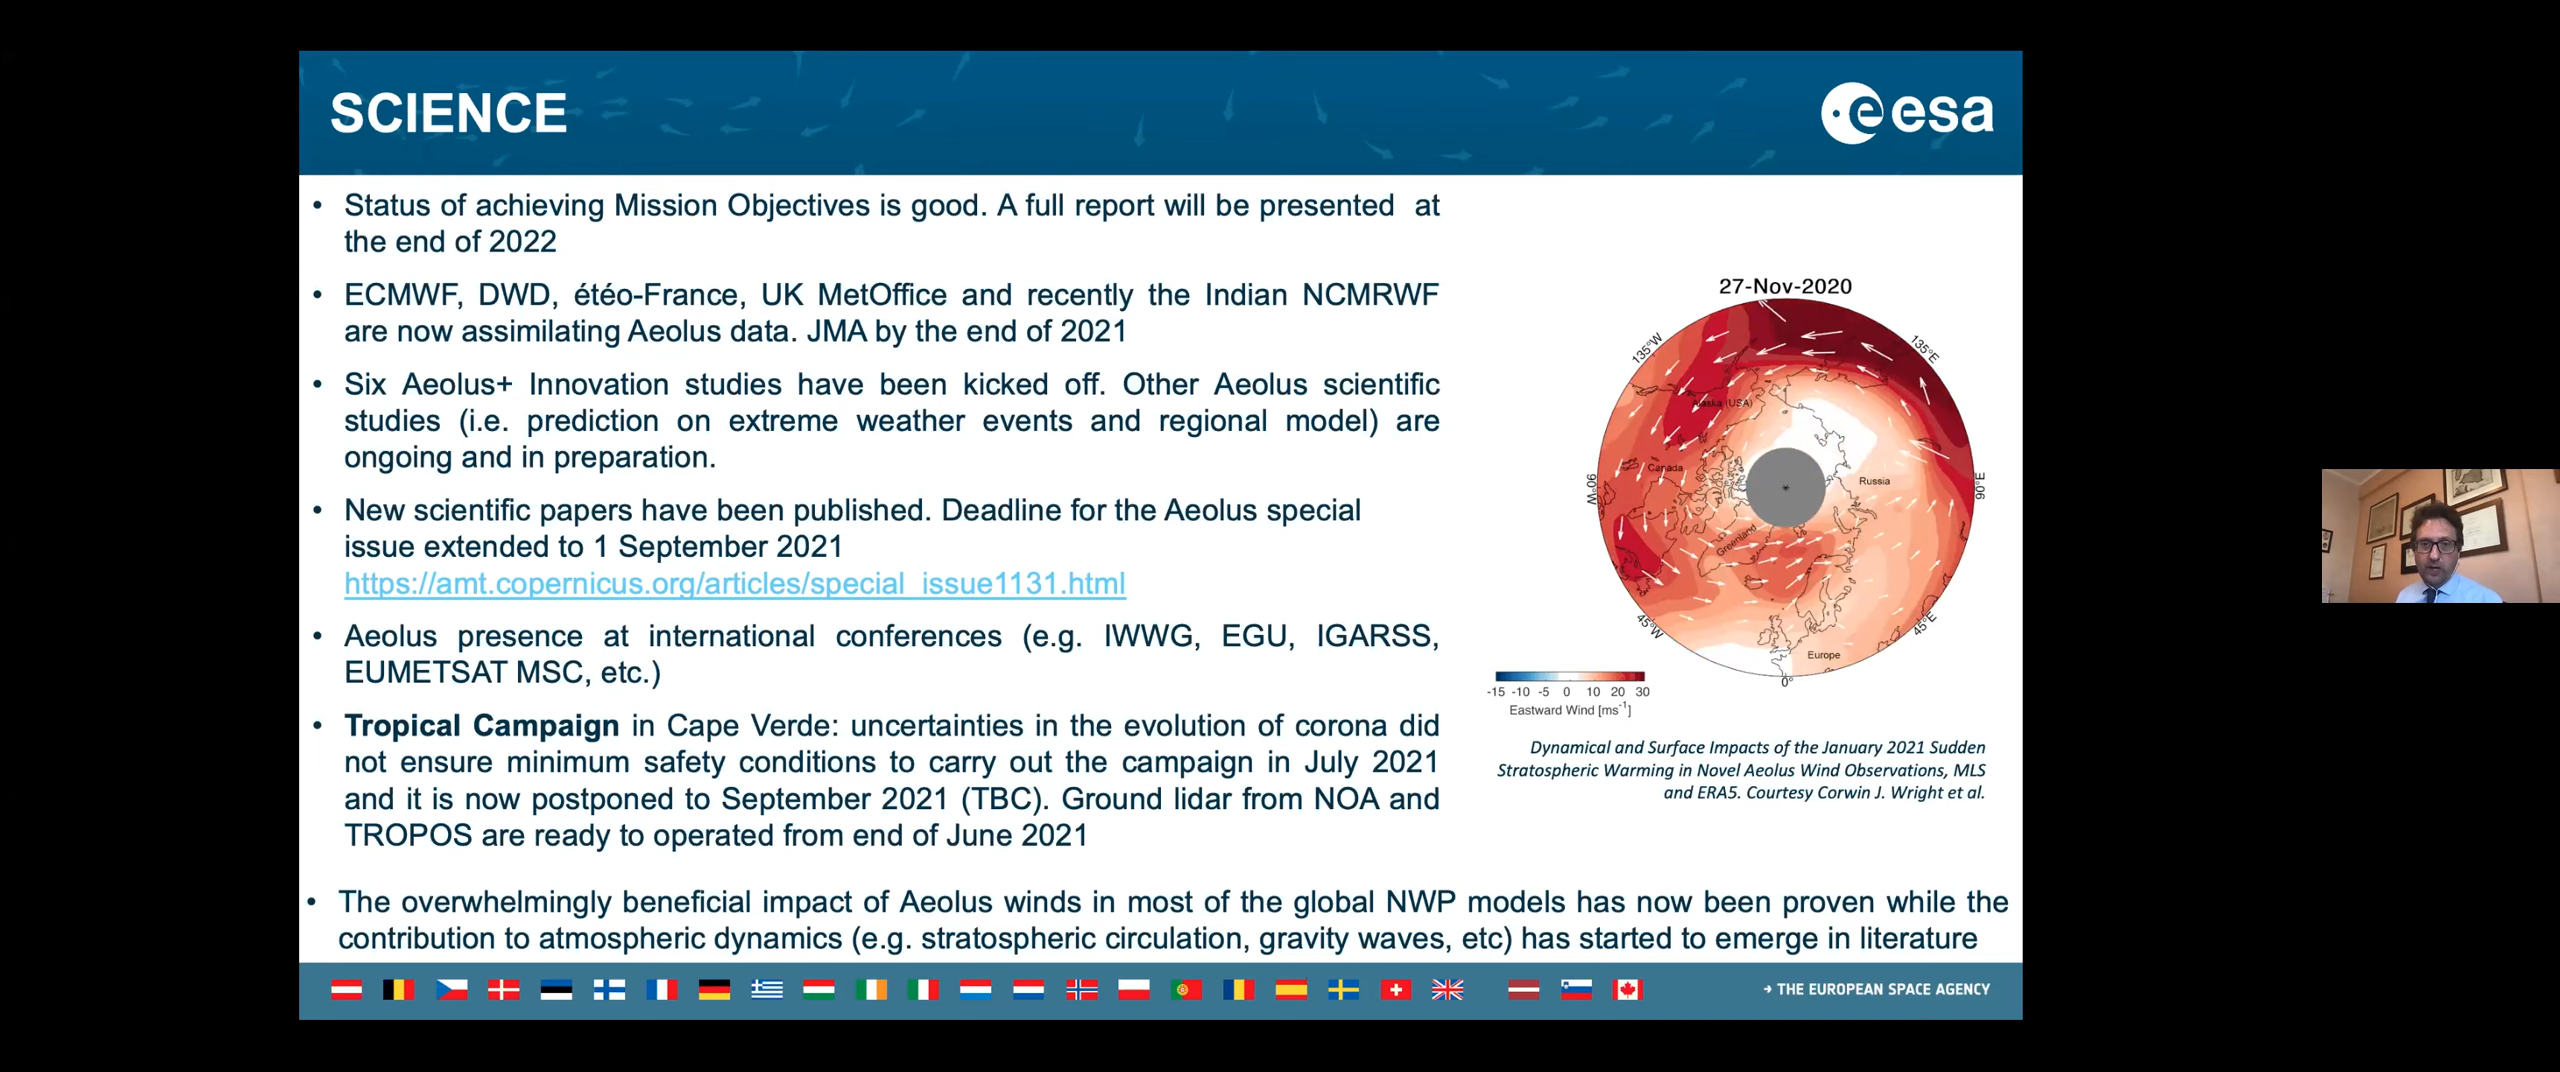 SCIENCE
esa
• Status of achieving Mission Objectives is good. A full report will be presented at
the end of 2022
• ECMWF, DWD, étéo-France, UK MetOffice and recently the Indian NCMRWF
are now assimilating Aeolus data. JMA by the end of 2021
• Six Aeolus+ Innovation studies have been kicked off. Other Aeolus scientific
studies (i.e. prediction on extreme weather events and regional model) are
ongoing and in preparation.
• New scientific papers have been published. Deadline for the Aeolus special
issue extended to 1 September 2021
https://amt.copernicus.org/articles/special_issue1131.html
• Aeolus presence at international conferences (e.g. IWWG, EGU, IGARSS,
EUMETSAT MSC, etc.)
• Tropical Campaign in Cape Verde: uncertainties in the evolution of corona did
not ensure minimum safety conditions to carry out the campaign in July 2021
and it is now postponed to September 2021 (TBC). Ground lidar from NOA and
TROPOS are ready to operated from end of June 2021
27-Nov-2020
135°W
135°E
Alaska (USA)
Canada
Russia
90°W
90°E
Greenland
45°W
45°E
Europe
0°
-15 -10 -5 0 10 20 30
Eastward Wind [ms⁻¹]
Dynamical and Surface Impacts of the January 2021 Sudden
Stratospheric Warming in Novel Aeolus Wind Observations, MLS
and ERA5. Courtesy Corwin J. Wright et al.
• The overwhelmingly beneficial impact of Aeolus winds in most of the global NWP models has now been proven while the
contribution to atmospheric dynamics (e.g. stratospheric circulation, gravity waves, etc) has started to emerge in literature
→ THE EUROPEAN SPACE AGENCY